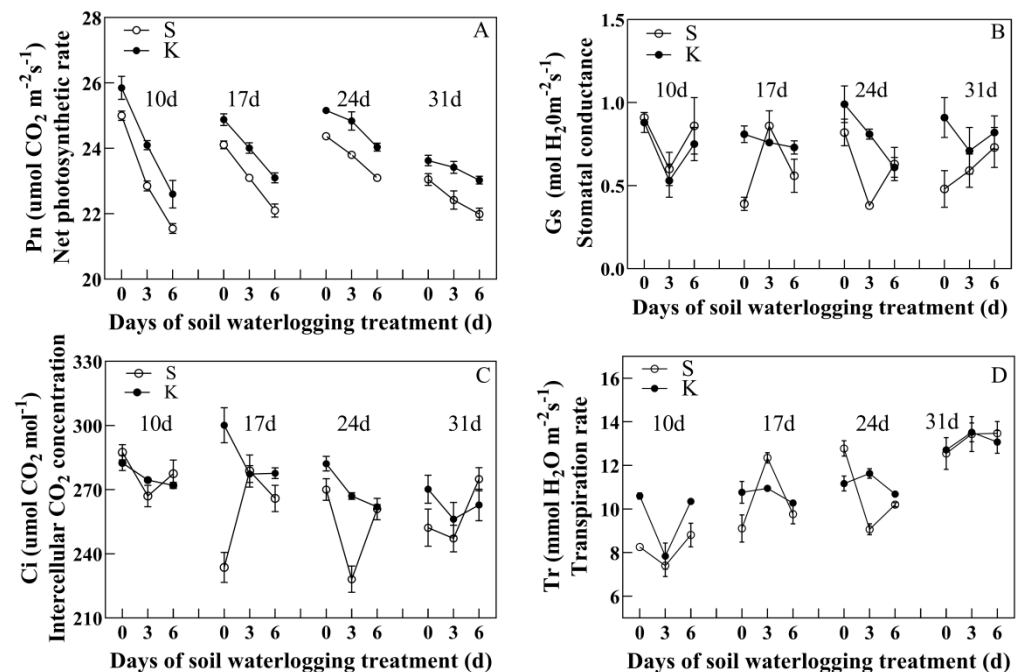 Pn (umol CO₂ m⁻²s⁻¹)
Net photosynthetic rate
28
26
24
22
20
S
K
A
10d
17d
24d
31d
0 3 6 0 3 6 0 3 6 0 3 6
Days of soil waterlogging treatment (d)
Gs (mol H₂0m⁻²s⁻¹)
Stomatal conductance
1.5
1.0
0.5
0.0
S
K
B
10d
17d
24d
31d
0 3 6 0 3 6 0 3 6 0 3 6
Days of soil waterlogging treatment (d)
Ci (umol CO₂ mol⁻¹)
Intercellular CO₂ concentration
330
300
270
240
210
S
K
C
10d
17d
24d
31d
0 3 6 0 3 6 0 3 6 0 3 6
Days of soil waterlogging treatment (d)
Tr (mmol H₂O m⁻²s⁻¹)
Transpiration rate
16
14
12
10
8
6
S
K
D
10d
17d
24d
31d
0 3 6 0 3 6 0 3 6 0 3 6
Days of soil waterlogging treatment (d)